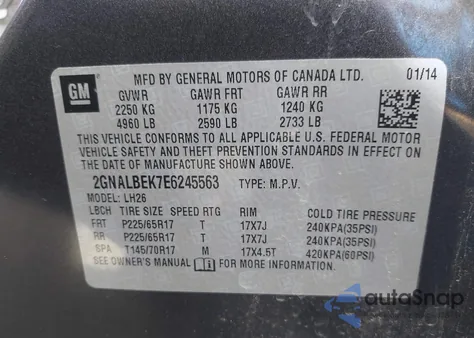 GM
MFD BY GENERAL MOTORS OF CANADA LTD. 01/14
GVWR GAWR FRT GAWR RR
2250 KG 1175 KG 1240 KG
4960 LB 2590 LB 2733 LB
THIS VEHICLE CONFORMS TO ALL APPLICABLE U.S. FEDERAL MOTOR
VEHICLE AND THEFT PREVENTION STANDARDS IN EFFECT ON
THE DATE OF MANUFACTURE SHOWN ABOVE.
2GNALBEK7E6245563 TYPE: M.P.V.
MODEL: LH26
LBCH TIRE SIZE SPEED RTG RIM COLD TIRE PRESSURE
FRT P225/65R17 T 17X7J 240KPA(35PSI)
RR P225/65R17 T 17X7J 240KPA(35PSI)
SPA T145/70R17 M 17X4.5T 420KPA(60PSI)
SEE OWNER'S MANUAL FOR MORE INFORMATION.
autoSnap